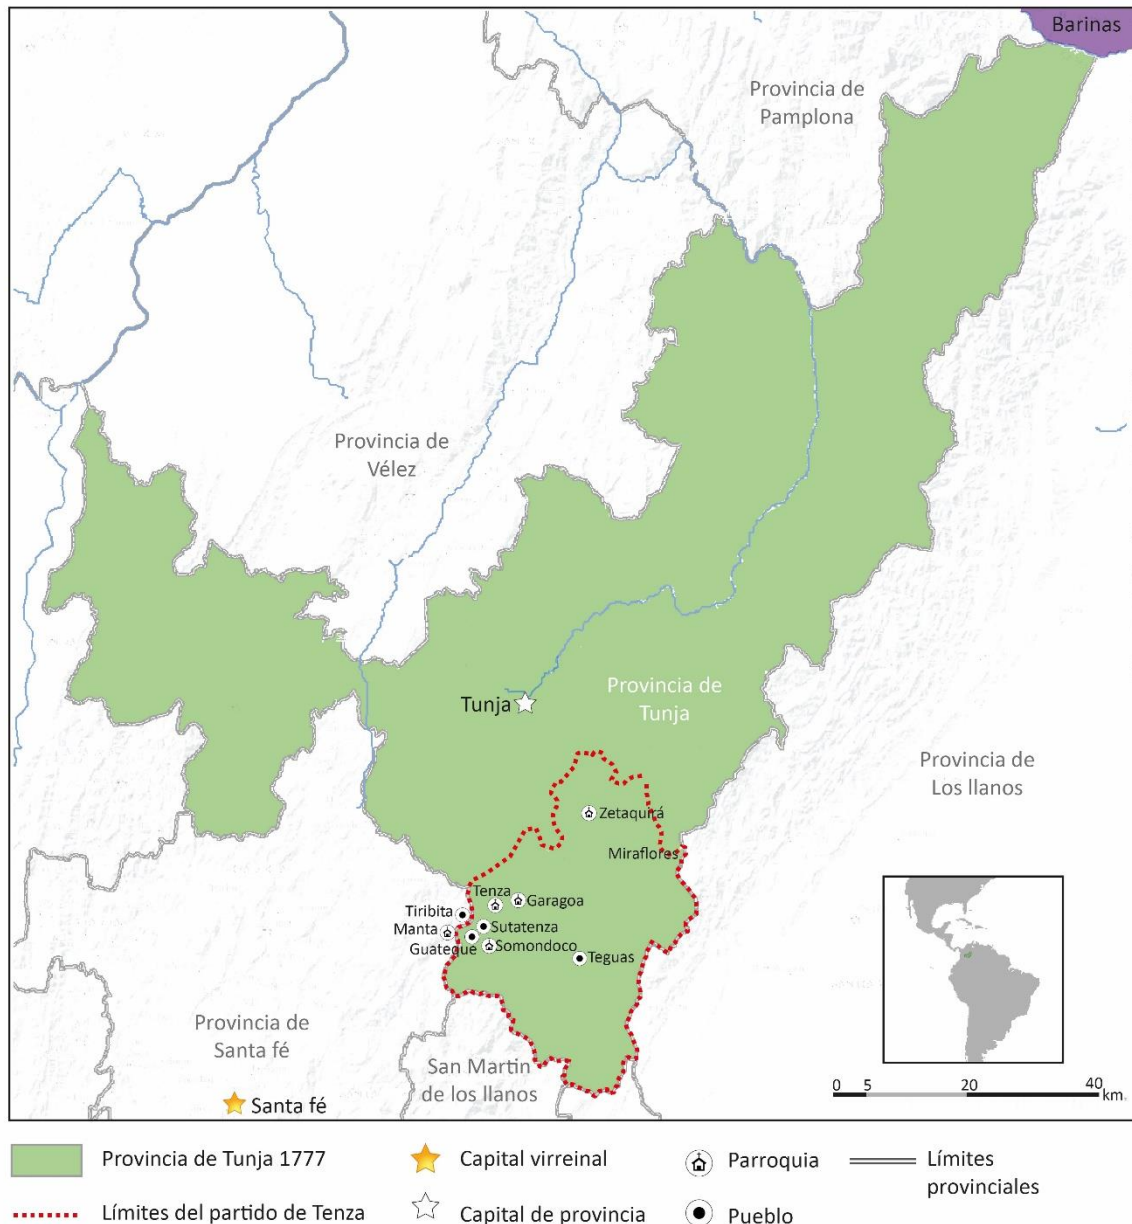 Barinas
Provincia de
Pamplona
Provincia de
Vélez
Tunja
Provincia de
Tunja
Provincia de
Los llanos
Zetaquirá
Miraflores
Tenza
Garagoa
Tiribita
Sutatenza
Manta
Guateque
Somondoco
Teguas
Provincia de
Santa fé
San Martín
de los llanos
Santa fé
0 5 20 40
km.
Provincia de Tunja 1777
Capital virreinal
Parroquia
Límites
provinciales
Límites del partido de Tenza
Capital de provincia
Pueblo